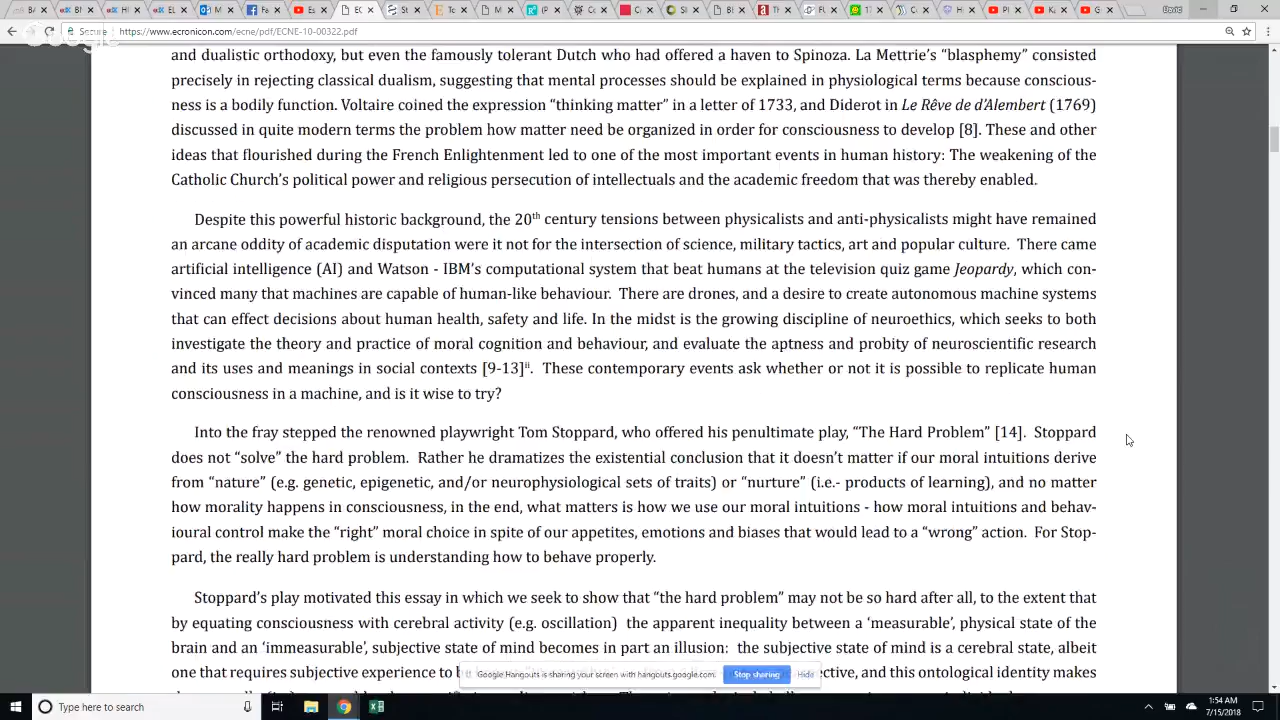 Secure https://www.ecronicon.com/ecne/pdf/ECNE-10-00322.pdf
and dualistic orthodoxy, but even the famously tolerant Dutch who had offered a haven to Spinoza. La Mettrie's “blasphemy” consisted
precisely in rejecting classical dualism, suggesting that mental processes should be explained in physiological terms because conscious-
ness is a bodily function. Voltaire coined the expression “thinking matter” in a letter of 1733, and Diderot in Le Rêve de d'Alembert (1769)
discussed in quite modern terms the problem how matter need be organized in order for consciousness to develop [8]. These and other
ideas that flourished during the French Enlightenment led to one of the most important events in human history: The weakening of the
Catholic Church's political power and religious persecution of intellectuals and the academic freedom that was thereby enabled.
Despite this powerful historic background, the 20th century tensions between physicalists and anti-physicalists might have remained
an arcane oddity of academic disputation were it not for the intersection of science, military tactics, art and popular culture. There came
artificial intelligence (AI) and Watson - IBM's computational system that beat humans at the television quiz game Jeopardy, which con-
vinced many that machines are capable of human-like behaviour. There are drones, and a desire to create autonomous machine systems
that can effect decisions about human health, safety and life. In the midst is the growing discipline of neuroethics, which seeks to both
investigate the theory and practice of moral cognition and behaviour, and evaluate the aptness and probity of neuroscientific research
and its uses and meanings in social contexts [9-13]ii. These contemporary events ask whether or not it is possible to replicate human
consciousness in a machine, and is it wise to try?
Into the fray stepped the renowned playwright Tom Stoppard, who offered his penultimate play, “The Hard Problem” [14]. Stoppard
does not “solve” the hard problem. Rather he dramatizes the existential conclusion that it doesn't matter if our moral intuitions derive
from “nature” (e.g. genetic, epigenetic, and/or neurophysiological sets of traits) or “nurture” (i.e.- products of learning), and no matter
how morality happens in consciousness, in the end, what matters is how we use our moral intuitions - how moral intuitions and behav-
ioural control make the “right” moral choice in spite of our appetites, emotions and biases that would lead to a “wrong” action. For Stop-
pard, the really hard problem is understanding how to behave properly.
Stoppard's play motivated this essay in which we seek to show that “the hard problem” may not be so hard after all, to the extent that
by equating consciousness with cerebral activity (e.g. oscillation) the apparent inequality between a ‘measurable’, physical state of the
brain and an ‘immeasurable’, subjective state of mind becomes in part an illusion: the subjective state of mind is a cerebral state, albeit
one that requires subjective experience to b ective, and this ontological identity makes
Google Hangouts is sharing your screen with hangouts.google.com. Stop sharing Hide
Type here to search
1:54 AM
7/15/2018